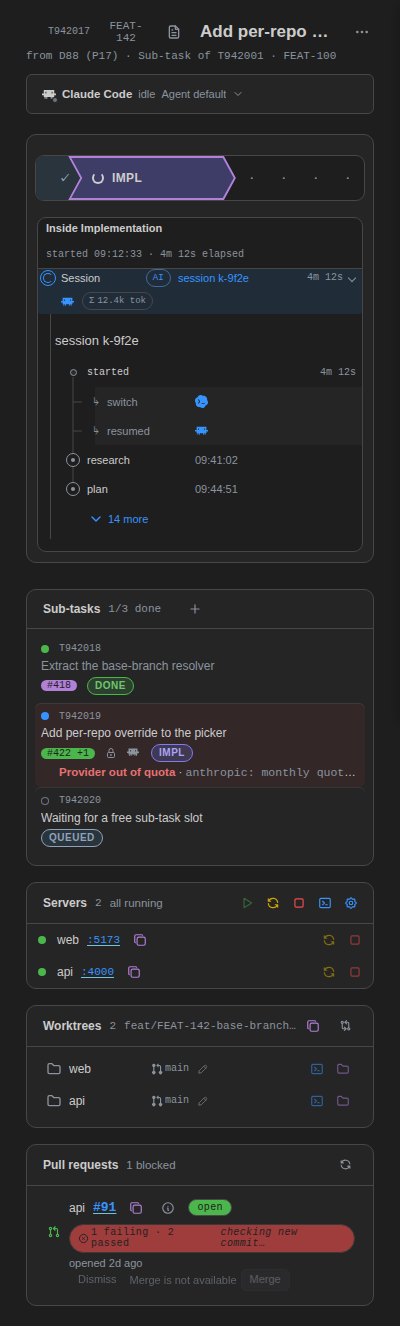 T942017 FEAT-142 Add per-repo …
from D88 (P17) · Sub-task of T942001 · FEAT-100
Claude Code idle Agent default
✓ IMPL
Inside Implementation
started 09:12:33 · 4m 12s elapsed
Session AI session k-9f2e 4m 12s
Σ 12.4k tok
session k-9f2e
started 4m 12s
↳ switch
↳ resumed
research 09:41:02
plan 09:44:51
14 more
Sub-tasks 1/3 done
T942018
Extract the base-branch resolver
#418 DONE
T942019
Add per-repo override to the picker
#422 +1 IMPL
Provider out of quota · anthropic: monthly quot…
T942020
Waiting for a free sub-task slot
QUEUED
Servers 2 all running
web :5173
api :4000
Worktrees 2 feat/FEAT-142-base-branch…
web main
api main
Pull requests 1 blocked
api #91 open
1 failing · 2 passed checking new commit…
opened 2d ago
Dismiss Merge is not available Merge